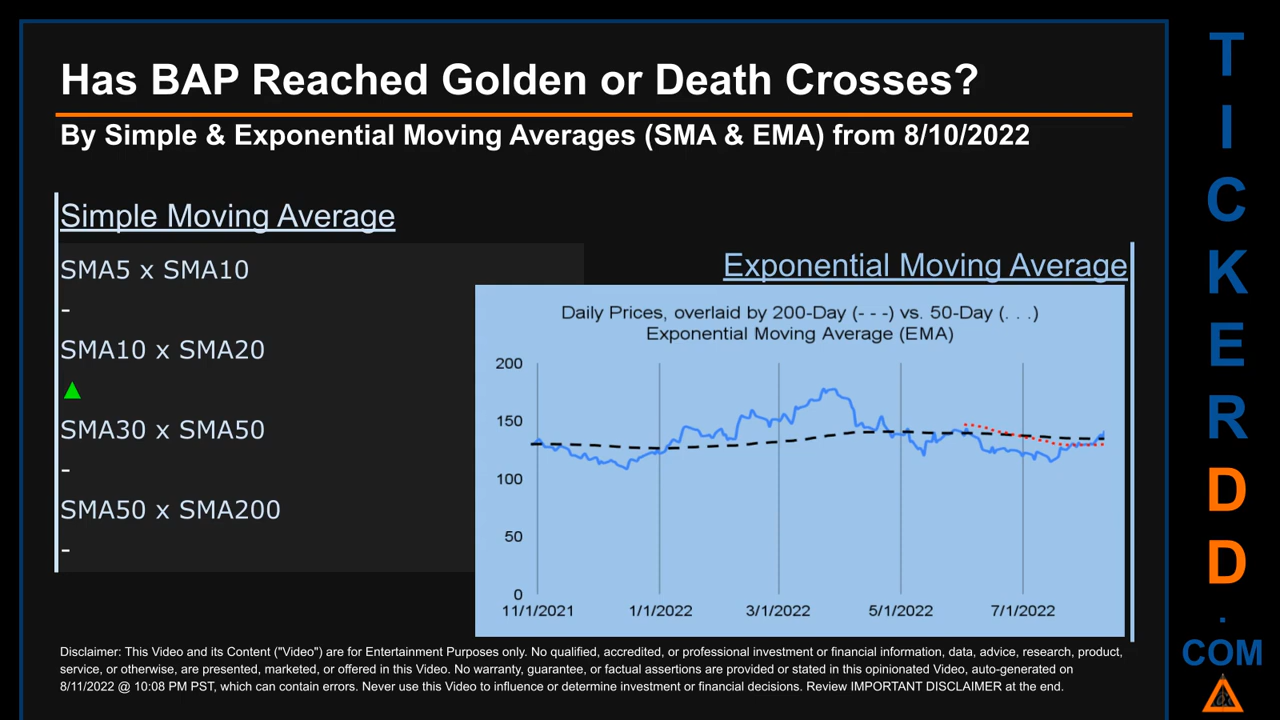 Has BAP Reached Golden or Death Crosses?
By Simple & Exponential Moving Averages (SMA & EMA) from 8/10/2022
Simple Moving Average
SMA5 x SMA10
-
SMA10 x SMA20
▲
SMA30 x SMA50
-
SMA50 x SMA200
-
Exponential Moving Average
Daily Prices, overlaid by 200-Day (- - -) vs. 50-Day (. . .)
Exponential Moving Average (EMA)
200
150
100
50
0
11/1/2021 1/1/2022 3/1/2022 5/1/2022 7/1/2022
Disclaimer: This Video and its Content ("Video") are for Entertainment Purposes only. No qualified, accredited, or professional investment or financial information, data, advice, research, product,
service, or otherwise, are presented, marketed, or offered in this Video. No warranty, guarantee, or factual assertions are provided or stated in this opinionated Video, auto-generated on
8/11/2022 @ 10:08 PM PST, which can contain errors. Never use this Video to influence or determine investment or financial decisions. Review IMPORTANT DISCLAIMER at the end.
T
I
C
K
E
R
D
D
.
COM